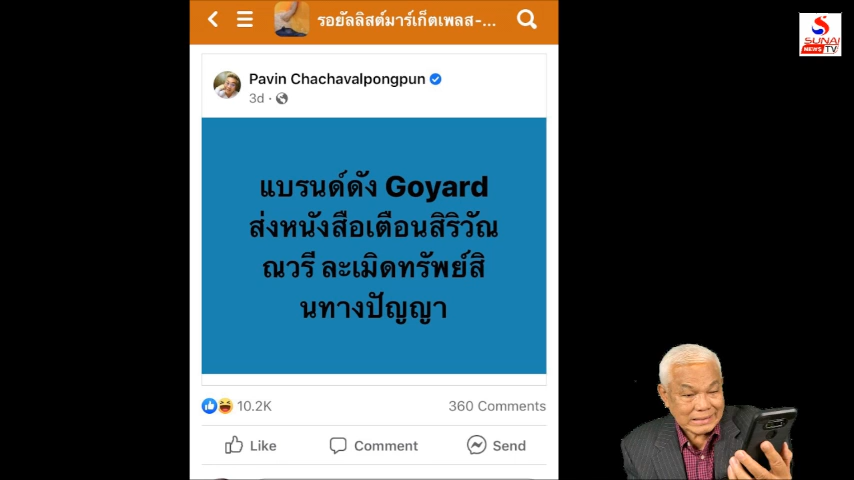 รอยัลลิสต์มาร์เก็ตเพลส-...
SUNAI
NEWS TV
Pavin Chachavalpongpun
3d ·
แบรนด์ดัง Goyard
ส่งหนังสือเตือนสิริวัณ
ณวรี ละเมิดทรัพย์สิ
นทางปัญญา
10.2K
360 Comments
Like
Comment
Send